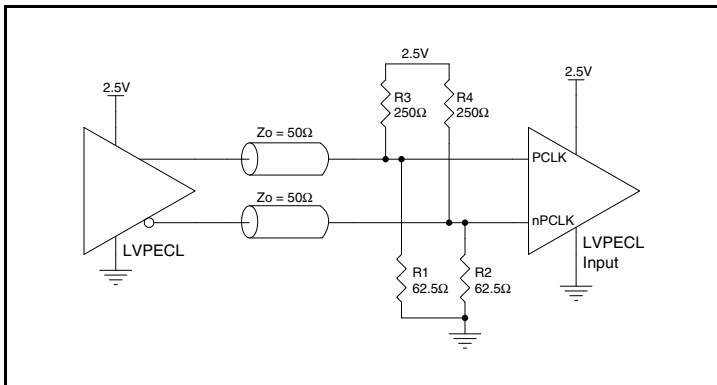 2.5V
2.5V
2.5V
R3
250Ω
R4
250Ω
Zo = 50Ω
PCLK
Zo = 50Ω
nPCLK
LVPECL
LVPECL
Input
R1
62.5Ω
R2
62.5Ω